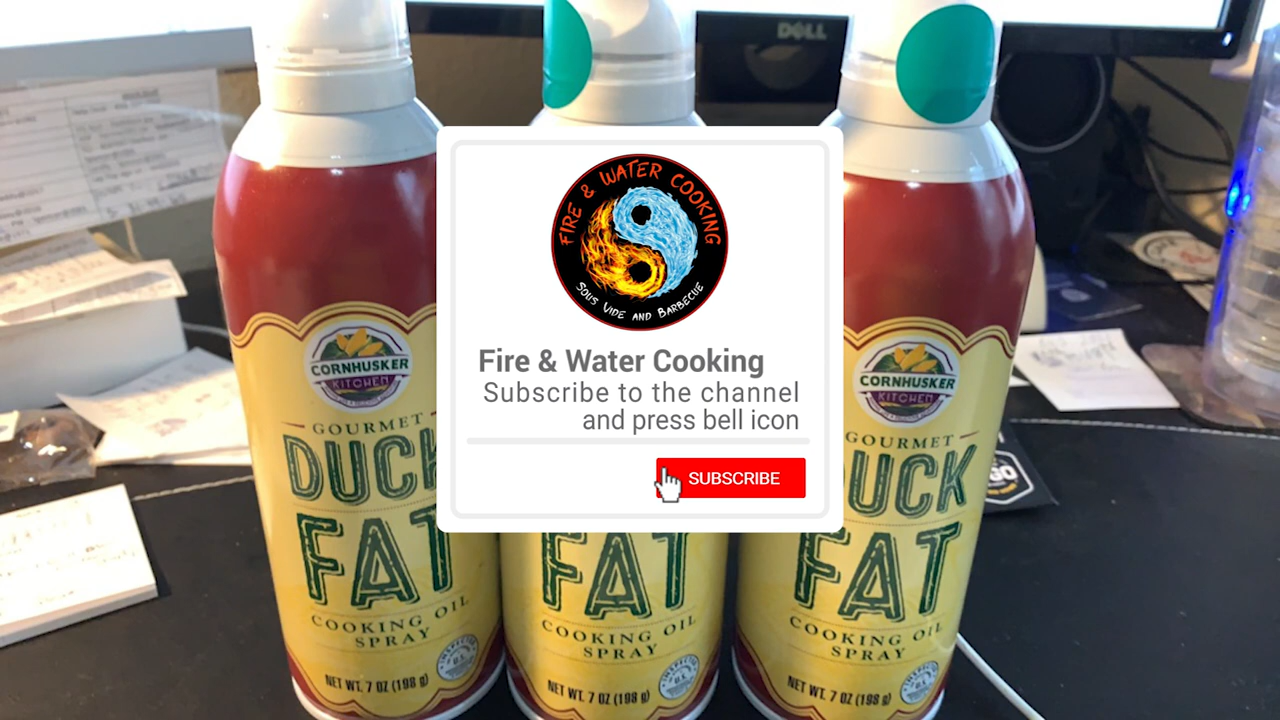 DELL
FIRE & WATER COOKING
SOUS VIDE AND BARBECUE
Fire & Water Cooking
Subscribe to the channel
and press bell icon
SUBSCRIBE
CORNHUSKER
KITCHEN
GOURMET
DUCK
FAT
COOKING OIL
SPRAY
NET WT. 7 OZ (198 g)
FAT
COOKING OIL
SPRAY
NET WT. 7 OZ (198 g)
CORNHUSKER
KITCHEN
GOURMET
DUCK
FAT
COOKING OIL
SPRAY
NET WT. 7 OZ (198 g)